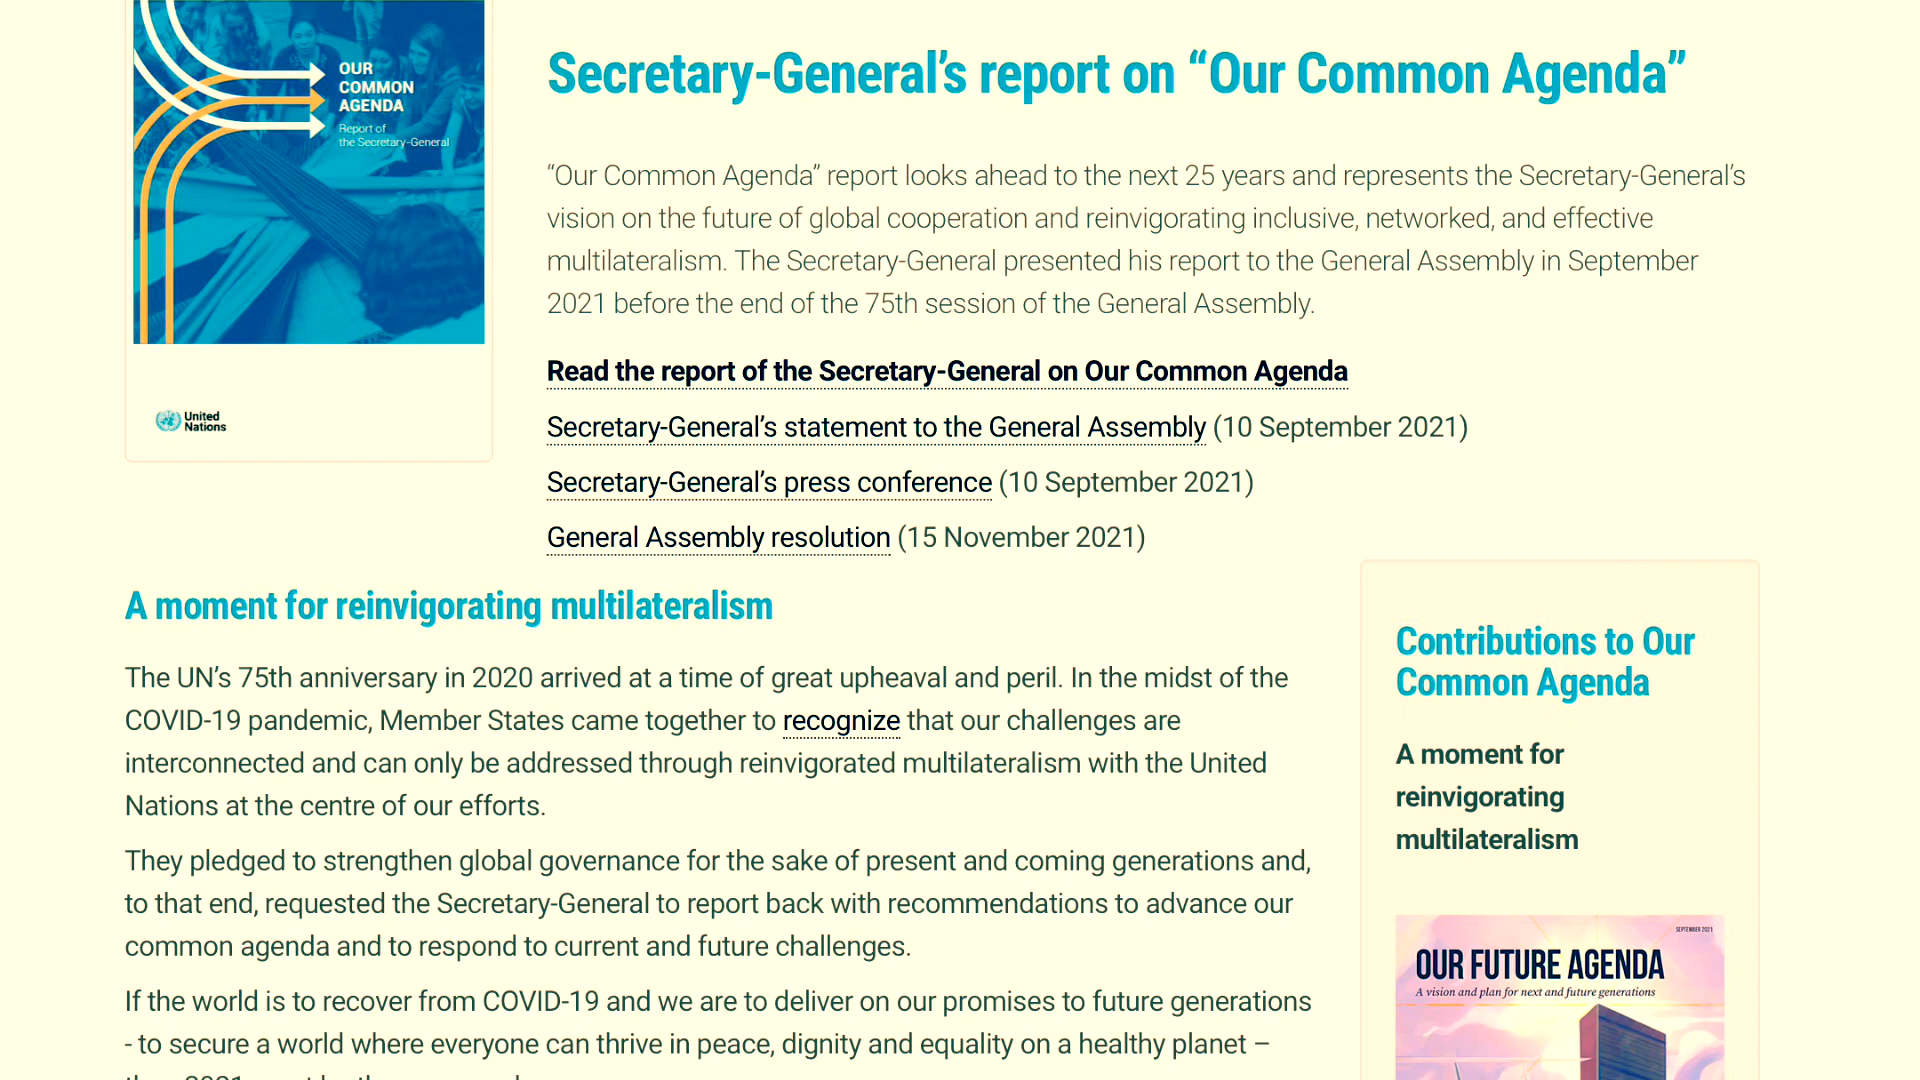 OUR
COMMON
AGENDA
Report of
the Secretary-General
United
Nations
Secretary-General’s report on “Our Common Agenda”
“Our Common Agenda” report looks ahead to the next 25 years and represents the Secretary-General’s
vision on the future of global cooperation and reinvigorating inclusive, networked, and effective
multilateralism. The Secretary-General presented his report to the General Assembly in September
2021 before the end of the 75th session of the General Assembly.
Read the report of the Secretary-General on Our Common Agenda
Secretary-General’s statement to the General Assembly (10 September 2021)
Secretary-General’s press conference (10 September 2021)
General Assembly resolution (15 November 2021)
A moment for reinvigorating multilateralism
The UN’s 75th anniversary in 2020 arrived at a time of great upheaval and peril. In the midst of the
COVID-19 pandemic, Member States came together to recognize that our challenges are
interconnected and can only be addressed through reinvigorated multilateralism with the United
Nations at the centre of our efforts.
They pledged to strengthen global governance for the sake of present and coming generations and,
to that end, requested the Secretary-General to report back with recommendations to advance our
common agenda and to respond to current and future challenges.
If the world is to recover from COVID-19 and we are to deliver on our promises to future generations
- to secure a world where everyone can thrive in peace, dignity and equality on a healthy planet –
Contributions to Our
Common Agenda
A moment for
reinvigorating
multilateralism
SEPTEMBER 2021
OUR FUTURE AGENDA
A vision and plan for next and future generations